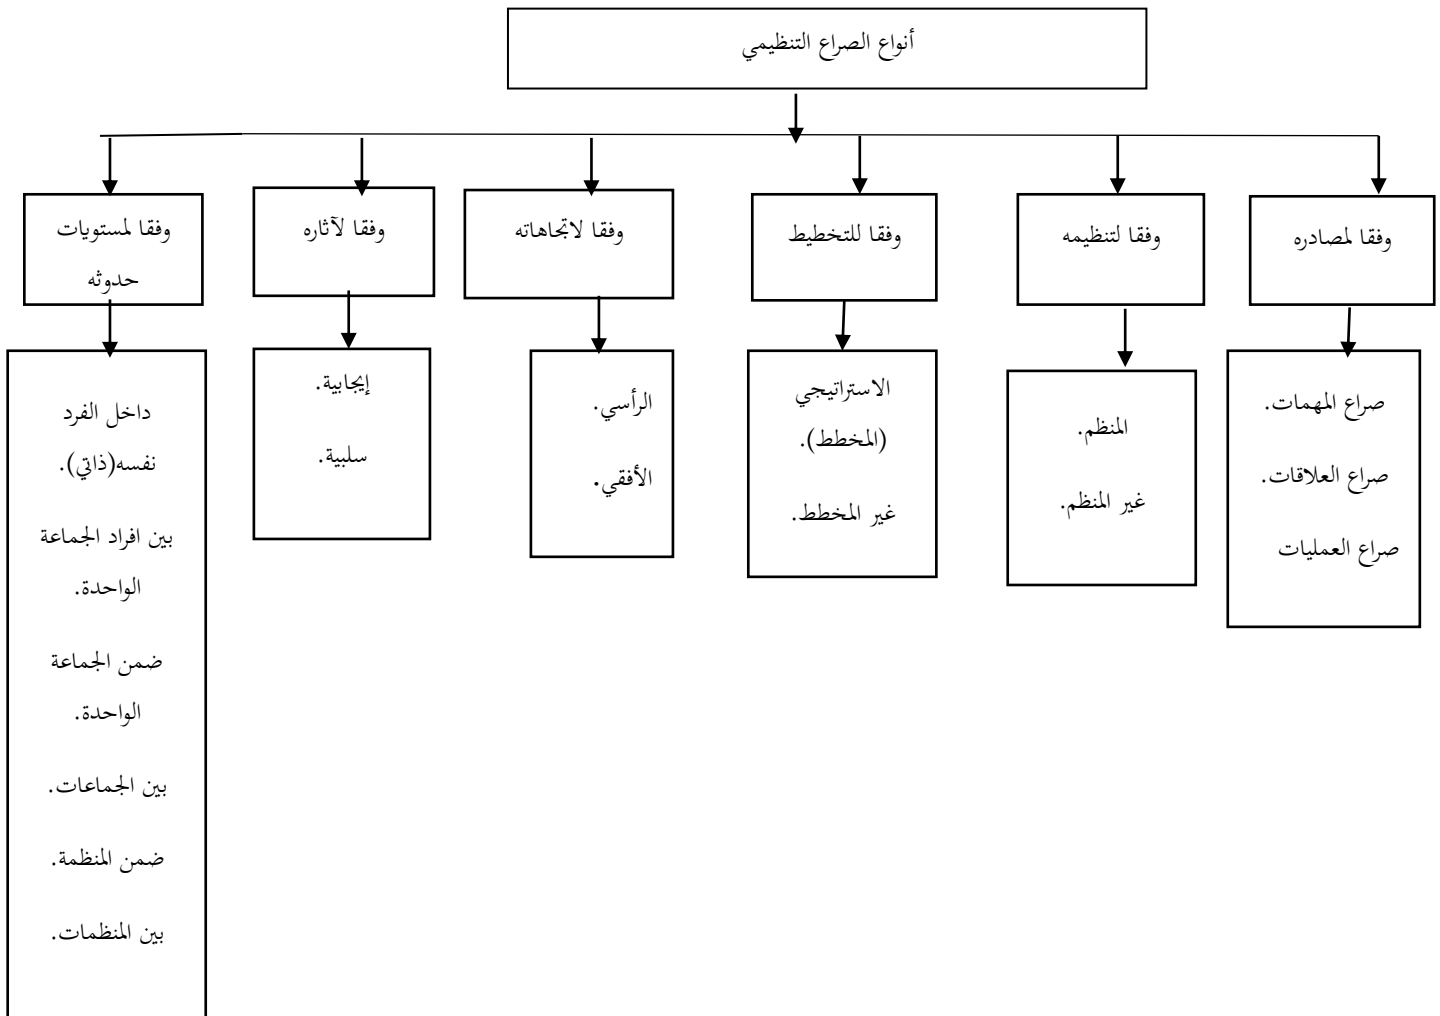 أنواع الصراع التنظيمي
وفقا لمصادره
وفقا لتنظيمه
وفقا للتخطيط
وفقا لاتجاهاته
وفقا لآثاره
وفقا لمستويات
حدوثه
صراع المهمات.
صراع العلاقات.
صراع العمليات
المنظم.
غير المنظم.
الاستراتيجي
(المخطط).
غير المخطط.
الرأسي.
الأفقي.
إيجابية.
سلبية.
داخل الفرد
نفسه(ذاتي).
بين افراد الجماعة
الواحدة.
ضمن الجماعة
الواحدة.
بين الجماعات.
ضمن المنظمة.
بين المنظمات.